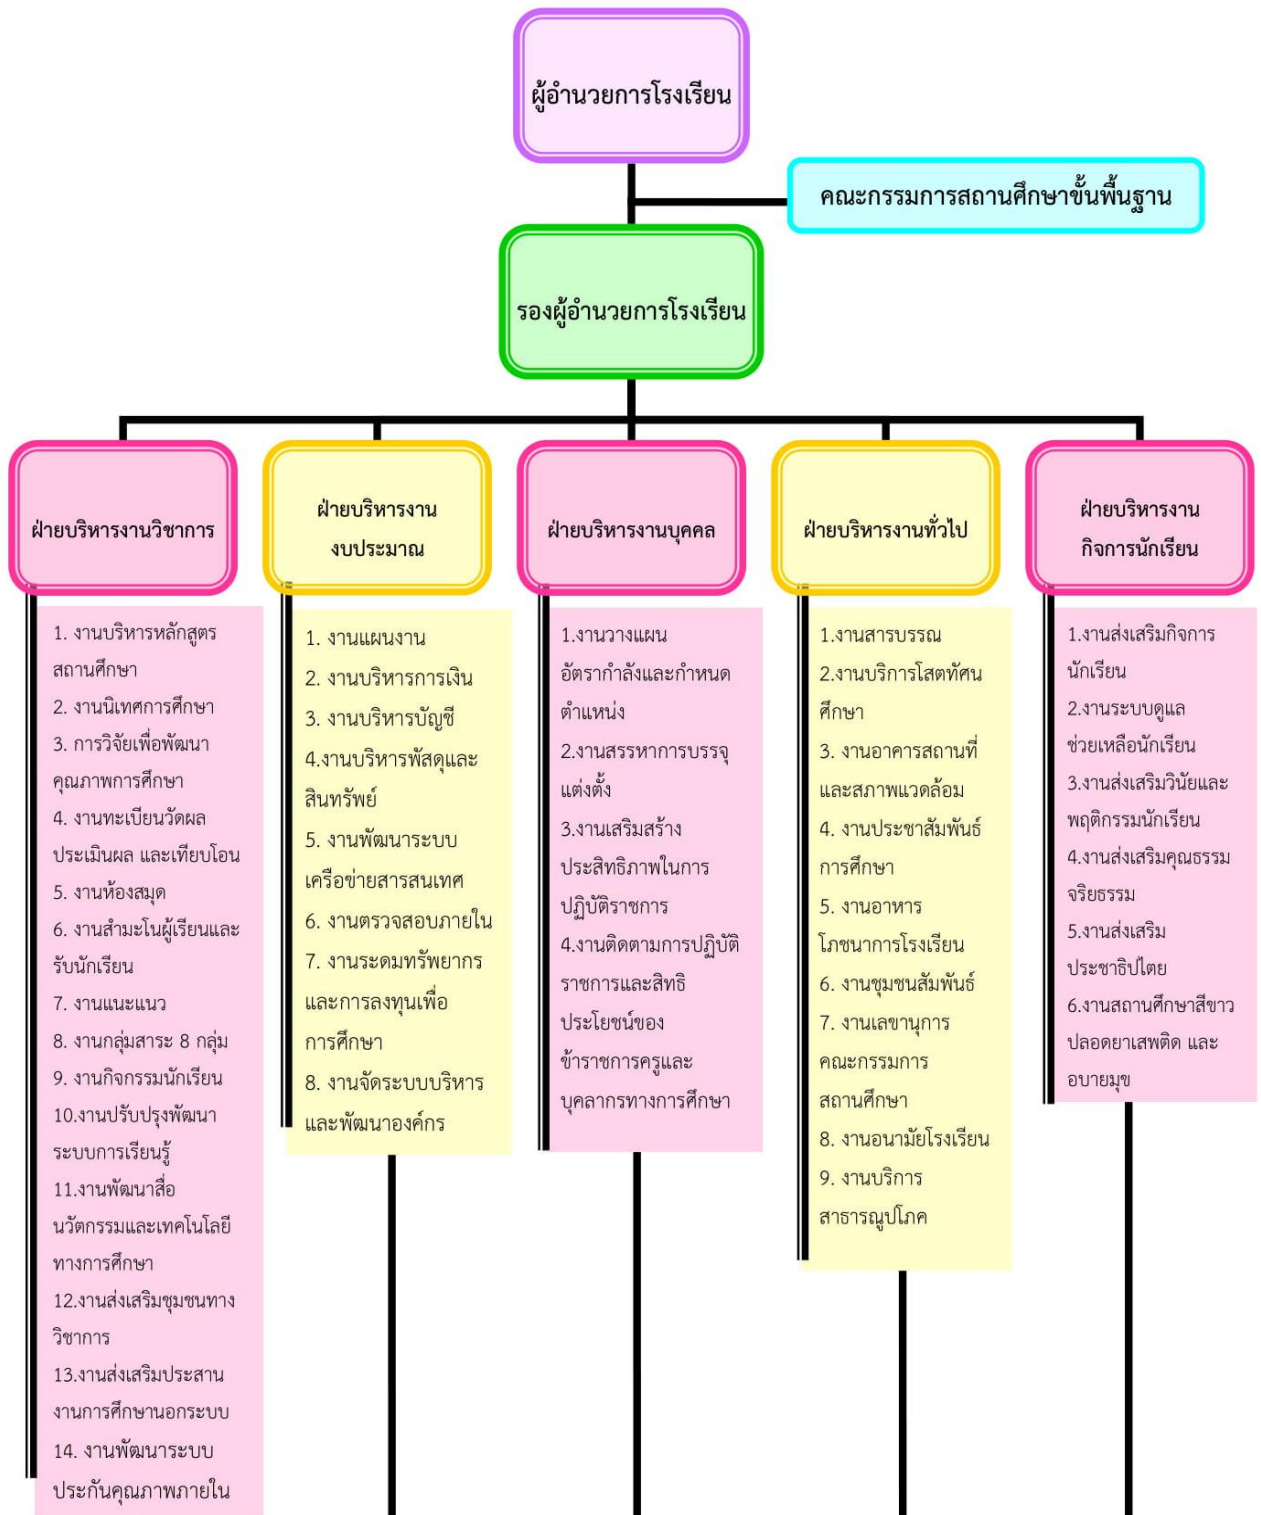 ผู้อำนวยการโรงเรียน
คณะกรรมการสถานศึกษาขั้นพื้นฐาน
รองผู้อำนวยการโรงเรียน
ฝ่ายบริหารงานวิชาการ
1. งานบริหารหลักสูตร
สถานศึกษา
2. งานนิเทศการศึกษา
3. การวิจัยเพื่อพัฒนา
คุณภาพการศึกษา
4. งานทะเบียนวัดผล
ประเมินผล และเทียบโอน
5. งานห้องสมุด
6. งานสำมะโนผู้เรียนและ
รับนักเรียน
7. งานแนะแนว
8. งานกลุ่มสาระ 8 กลุ่ม
9. งานกิจกรรมนักเรียน
10.งานปรับปรุงพัฒนา
ระบบการเรียนรู้
11.งานพัฒนาสื่อ
นวัตกรรมและเทคโนโลยี
ทางการศึกษา
12.งานส่งเสริมชุมชนทาง
วิชาการ
13.งานส่งเสริมประสาน
งานการศึกษานอกระบบ
14. งานพัฒนาระบบ
ประกันคุณภาพภายใน
ฝ่ายบริหารงาน
งบประมาณ
1. งานแผนงาน
2. งานบริหารการเงิน
3. งานบริหารบัญชี
4.งานบริหารพัสดุและ
สินทรัพย์
5. งานพัฒนาระบบ
เครือข่ายสารสนเทศ
6. งานตรวจสอบภายใน
7. งานระดมทรัพยากร
และการลงทุนเพื่อ
การศึกษา
8. งานจัดระบบบริหาร
และพัฒนาองค์กร
ฝ่ายบริหารงานบุคคล
1.งานวางแผน
อัตรากำลังและกำหนด
ตำแหน่ง
2.งานสรรหาการบรรจุ
แต่งตั้ง
3.งานเสริมสร้าง
ประสิทธิภาพในการ
ปฏิบัติราชการ
4.งานติดตามการปฏิบัติ
ราชการและสิทธิ
ประโยชน์ของ
ข้าราชการครูและ
บุคลากรทางการศึกษา
ฝ่ายบริหารงานทั่วไป
1.งานสารบรรณ
2.งานบริการโสตทัศน
ศึกษา
3. งานอาคารสถานที่
และสภาพแวดล้อม
4. งานประชาสัมพันธ์
การศึกษา
5. งานอาหาร
โภชนาการโรงเรียน
6. งานชุมชนสัมพันธ์
7. งานเลขานุการ
คณะกรรมการ
สถานศึกษา
8. งานอนามัยโรงเรียน
9. งานบริการ
สาธารณูปโภค
ฝ่ายบริหารงาน
กิจการนักเรียน
1.งานส่งเสริมกิจการ
นักเรียน
2.งานระบบดูแล
ช่วยเหลือนักเรียน
3.งานส่งเสริมวินัยและ
พฤติกรรมนักเรียน
4.งานส่งเสริมคุณธรรม
จริยธรรม
5.งานส่งเสริม
ประชาธิปไตย
6.งานสถานศึกษาสีขาว
ปลอดยาเสพติด และ
อบายมุข